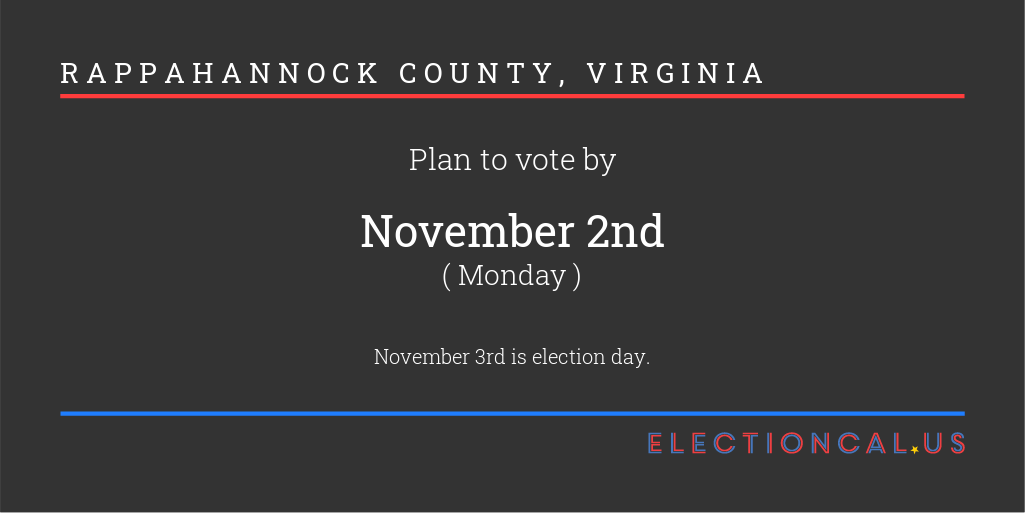 RAPPAHANNOCK COUNTY, VIRGINIA
Plan to vote by
November 2nd
( Monday )
November 3rd is election day.
ELECTIONCAL.US